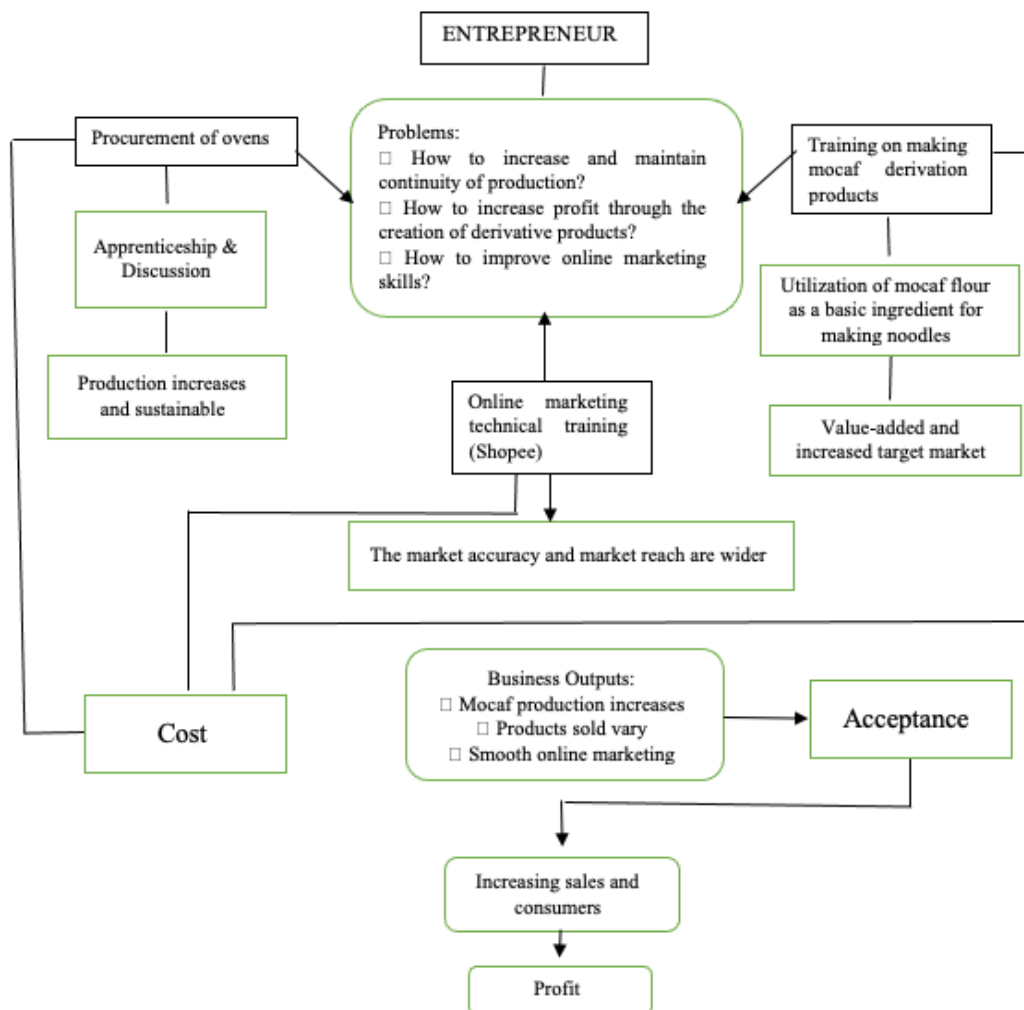 ENTREPRENEUR
Procurement of ovens
Problems:
□ How to increase and maintain
continuity of production?
□ How to increase profit through the
creation of derivative products?
□ How to improve online marketing
skills?
Training on making
mocaf derivation
products
Apprenticeship &
Discussion
Utilization of mocaf flour
as a basic ingredient for
making noodles
Production increases
and sustainable
Online marketing
technical training
(Shopee)
Value-added and
increased target market
The market accuracy and market reach are wider
Cost
Business Outputs:
□ Mocaf production increases
□ Products sold vary
□ Smooth online marketing
Acceptance
Increasing sales and
consumers
Profit